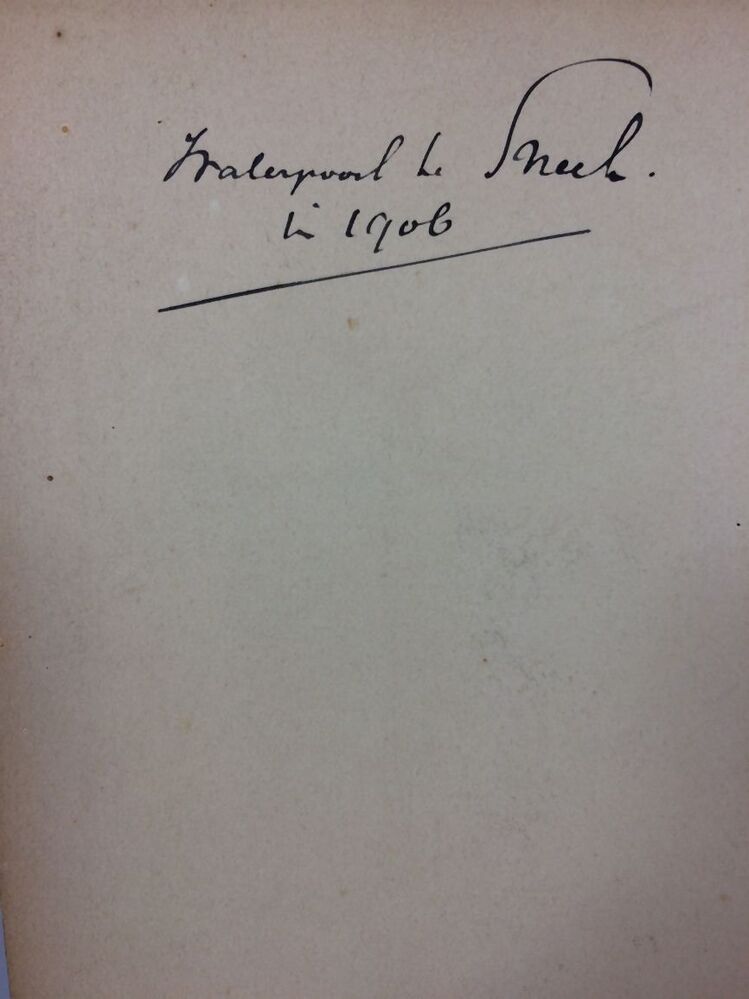 Waterpoort te Sneek.
in 1906